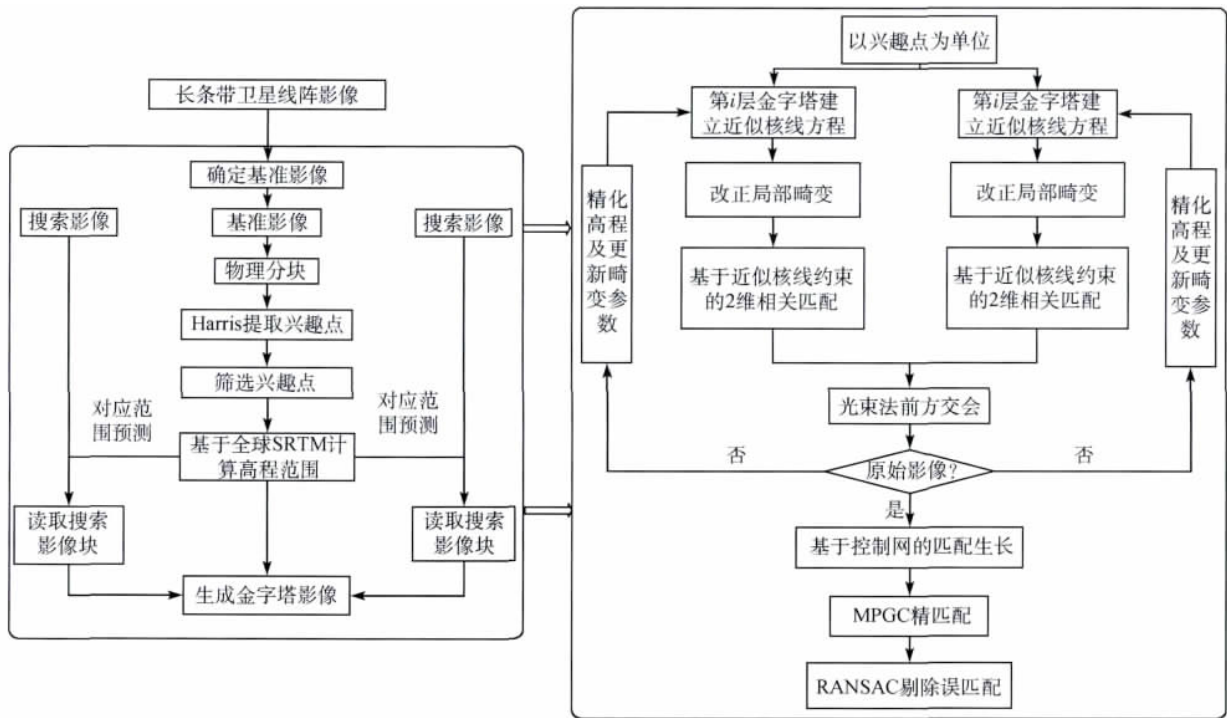 长条带卫星线阵影像
确定基准影像
搜索影像
基准影像
搜索影像
物理分块
Harris提取兴趣点
筛选兴趣点
对应范
围预测
对应范
围预测
基于全球SRTM计
算高程范围
读取搜索
影像块
读取搜索
影像块
生成金字塔影像
以兴趣点为单位
第i层金字塔建
立近似核线方程
第i层金字塔建
立近似核线方程
改正局部畸变
改正局部畸变
精化
高程
及更
新畸
变参
数
精化
高程
及更
新畸
变参
数
基于近似核线约束
的2维相关匹配
基于近似核线约束
的2维相关匹配
光束法前方交会
否
原始影像?
否
是
基于控制网的匹配生长
MPGC精匹配
RANSAC剔除误匹配